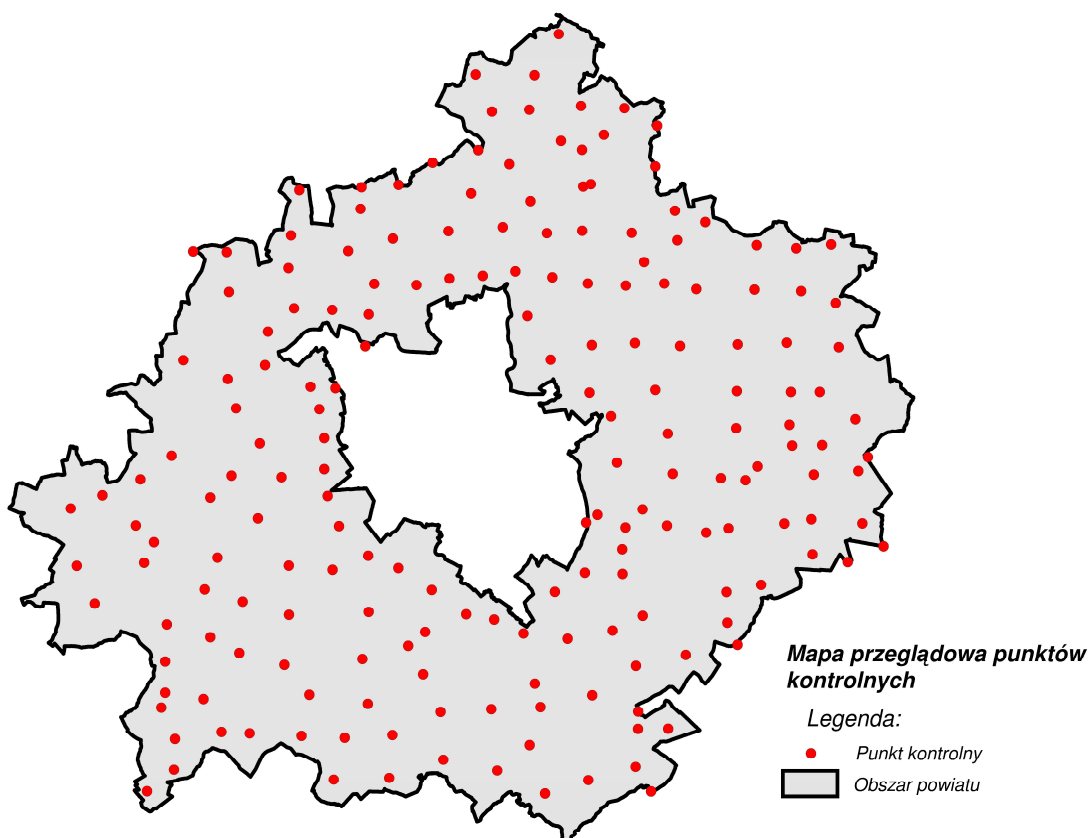 Mapa przeglądowa punktów
kontrolnych
Legenda:
Punkt kontrolny
Obszar powiatu